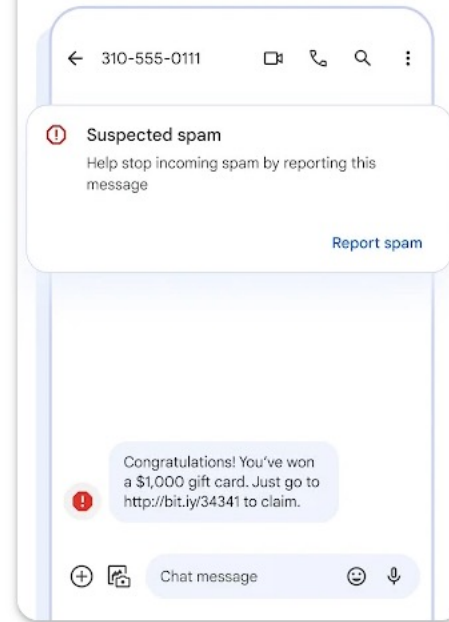 310-555-0111
Suspected spam
Help stop incoming spam by reporting this
message
Report spam
Congratulations! You've won
a $1,000 gift card. Just go to
http://bit.iy/34341 to claim.
Chat message